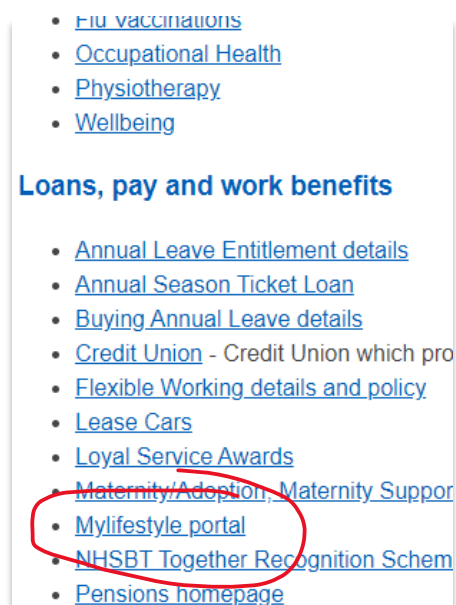 Flu Vaccinations
Occupational Health
Physiotherapy
Wellbeing
Loans, pay and work benefits
Annual Leave Entitlement details
Annual Season Ticket Loan
Buying Annual Leave details
Credit Union - Credit Union which pro
Flexible Working details and policy
Lease Cars
Loyal Service Awards
Maternity/Adoption, Maternity Suppor
Mylifestyle portal
NHSBT Together Recognition Schem
Pensions homepage